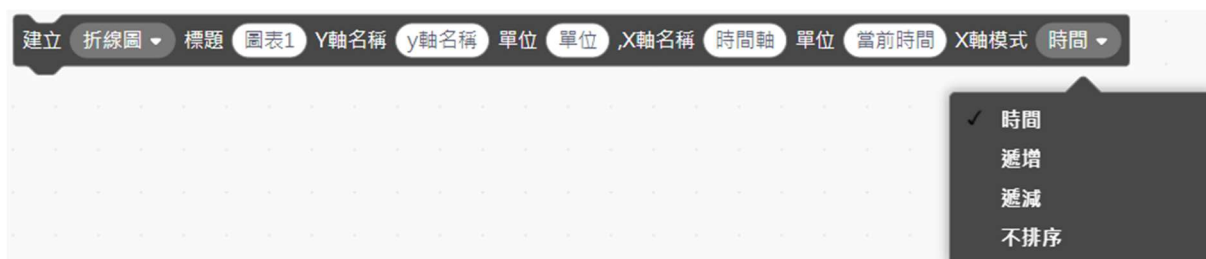 建立 折線圖 標題 圖表1 Y軸名稱 y軸名稱 單位 單位 ,X軸名稱 時間軸 單位 當前時間 X軸模式 時間
✓ 時間
遞增
遞減
不排序